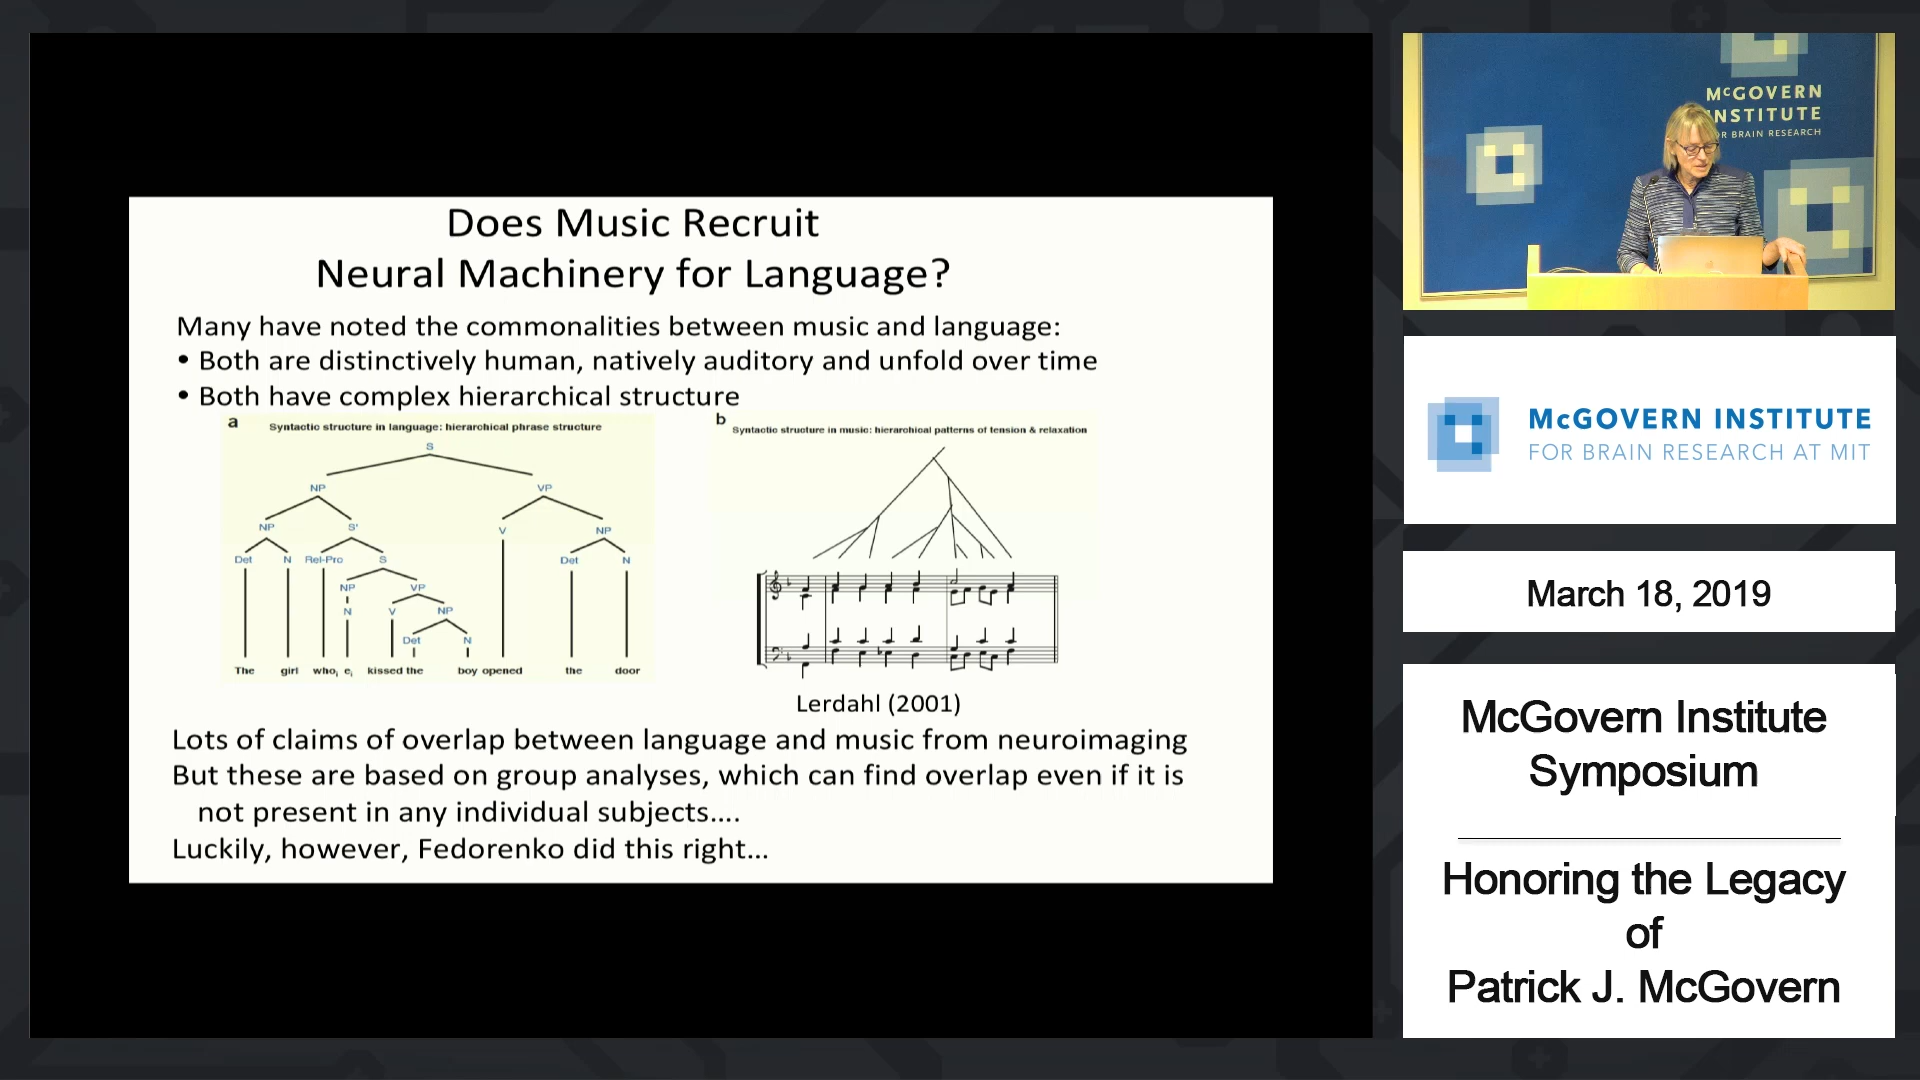 Does Music Recruit
Neural Machinery for Language?
Many have noted the commonalities between music and language:
• Both are distinctively human, natively auditory and unfold over time
• Both have complex hierarchical structure
a
Syntactic structure in language: hierarchical phrase structure
S
NP VP
NP S' V NP
Det N Rel-Pro S Det N
NP VP
N V NP
Det N
The girl who_i e_i kissed the boy opened the door
b
Syntactic structure in music: hierarchical patterns of tension & relaxation
Lerdahl (2001)
Lots of claims of overlap between language and music from neuroimaging
But these are based on group analyses, which can find overlap even if it is
not present in any individual subjects....
Luckily, however, Fedorenko did this right...
McGOVERN
INSTITUTE
OR BRAIN RESEARCH
McGOVERN INSTITUTE
FOR BRAIN RESEARCH AT MIT
March 18, 2019
McGovern Institute
Symposium
Honoring the Legacy
of
Patrick J. McGovern